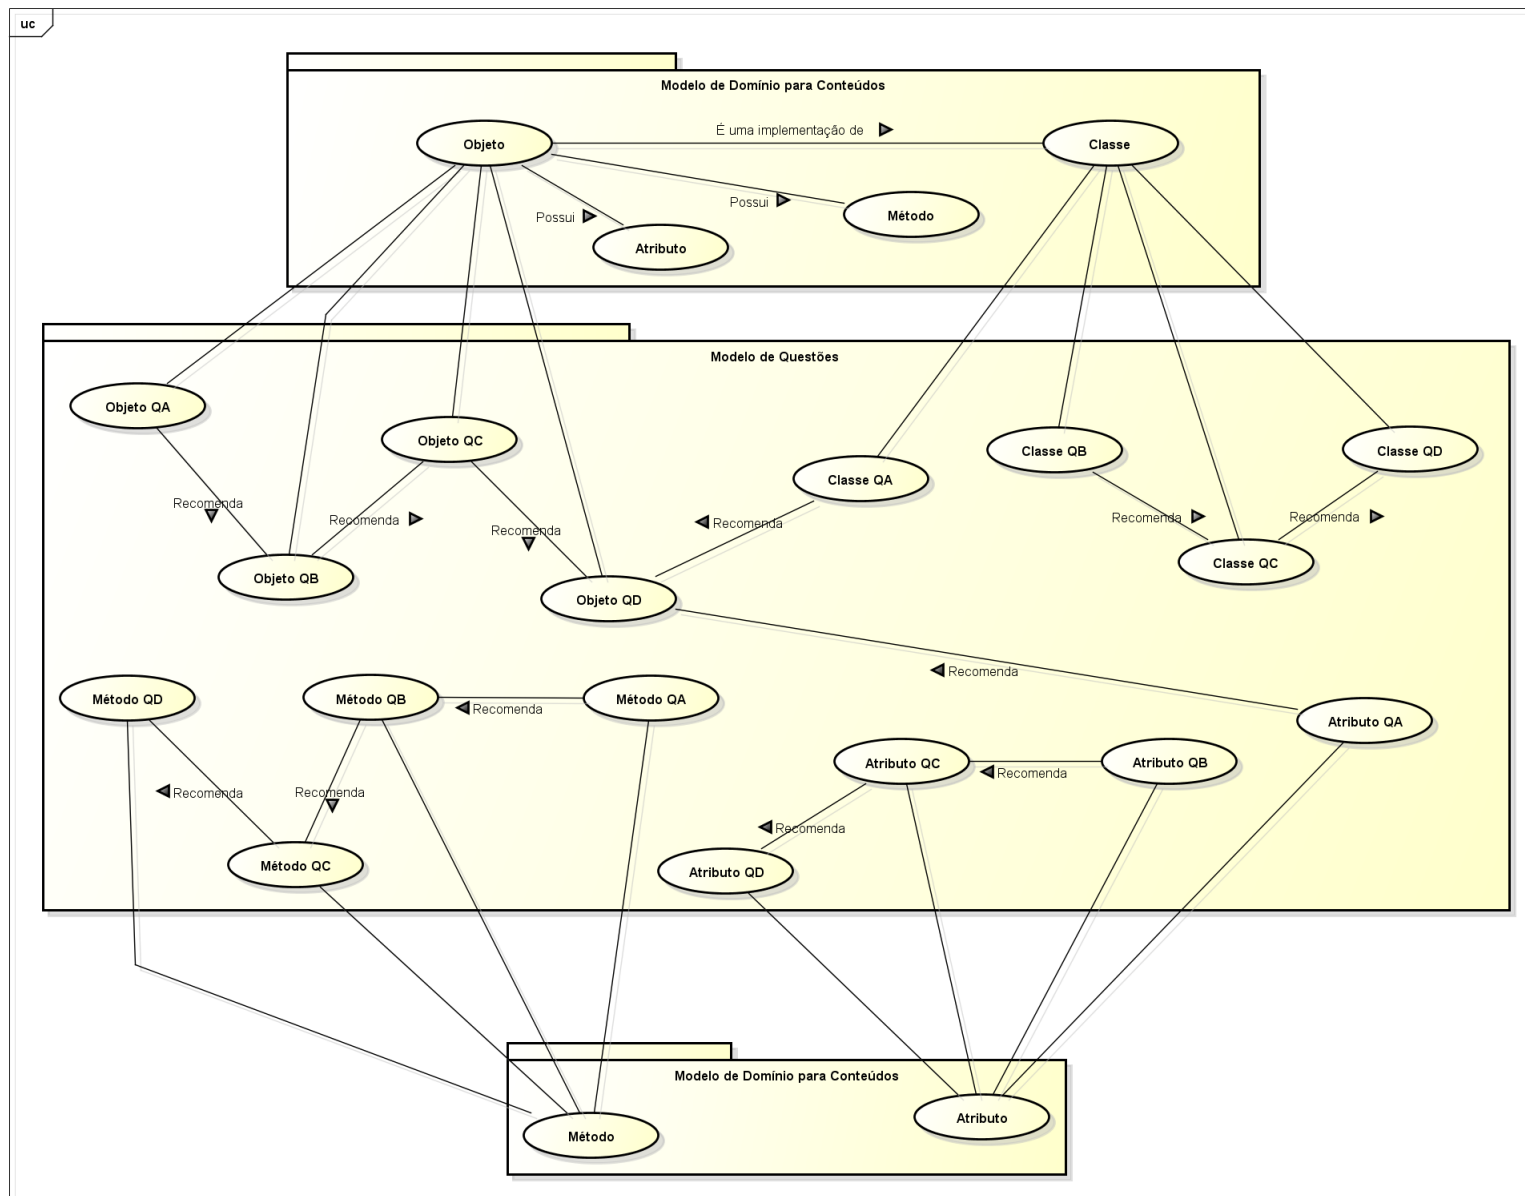 uc
Modelo de Domínio para Conteúdos
É uma implementação de
Objeto
Classe
Possui
Possui
Método
Atributo
Modelo de Questões
Objeto QA
Objeto QC
Classe QB
Classe QD
Classe QA
Recomenda
Recomenda
Recomenda
Recomenda
Recomenda
Recomenda
Objeto QB
Classe QC
Objeto QD
Recomenda
Método QD
Método QB
Método QA
Recomenda
Atributo QA
Atributo QC
Atributo QB
Recomenda
Recomenda
Recomenda
Recomenda
Método QC
Atributo QD
Modelo de Domínio para Conteúdos
Método
Atributo